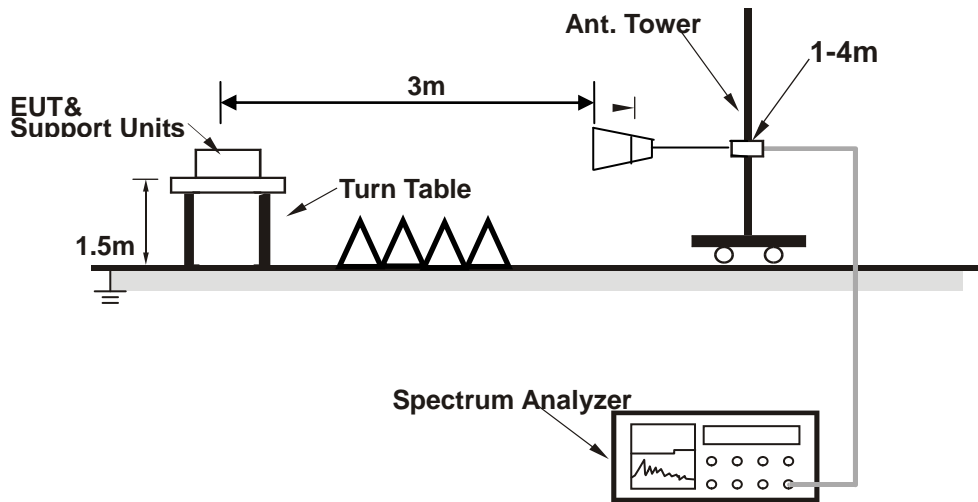 Ant. Tower
1-4m
3m
EUT&
Support Units
Turn Table
1.5m
Spectrum Analyzer